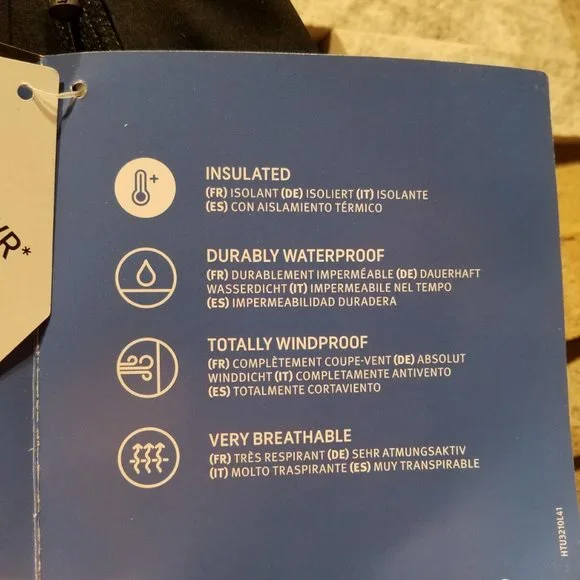 INSULATED
(FR) ISOLANT (DE) ISOLIERT (IT) ISOLANTE
(ES) CON AISLAMIENTO TÉRMICO
DURABLY WATERPROOF
(FR) DURABLEMENT IMPERMÉABLE (DE) DAUERHAFT
WASSERDICHT (IT) IMPERMEABILE NEL TEMPO
(ES) IMPERMEABILIDAD DURADERA
TOTALLY WINDPROOF
(FR) COMPLÈTEMENT COUPE-VENT (DE) ABSOLUT
WINDDICHT (IT) COMPLETAMENTE ANTIVENTO
(ES) TOTALMENTE CORTAVIENTO
VERY BREATHABLE
(FR) TRÈS RESPIRANT (DE) SEHR ATMUNGSAKTIV
(IT) MOLTO TRASPIRANTE (ES) MUY TRANSPIRABLE
HTU3210L41